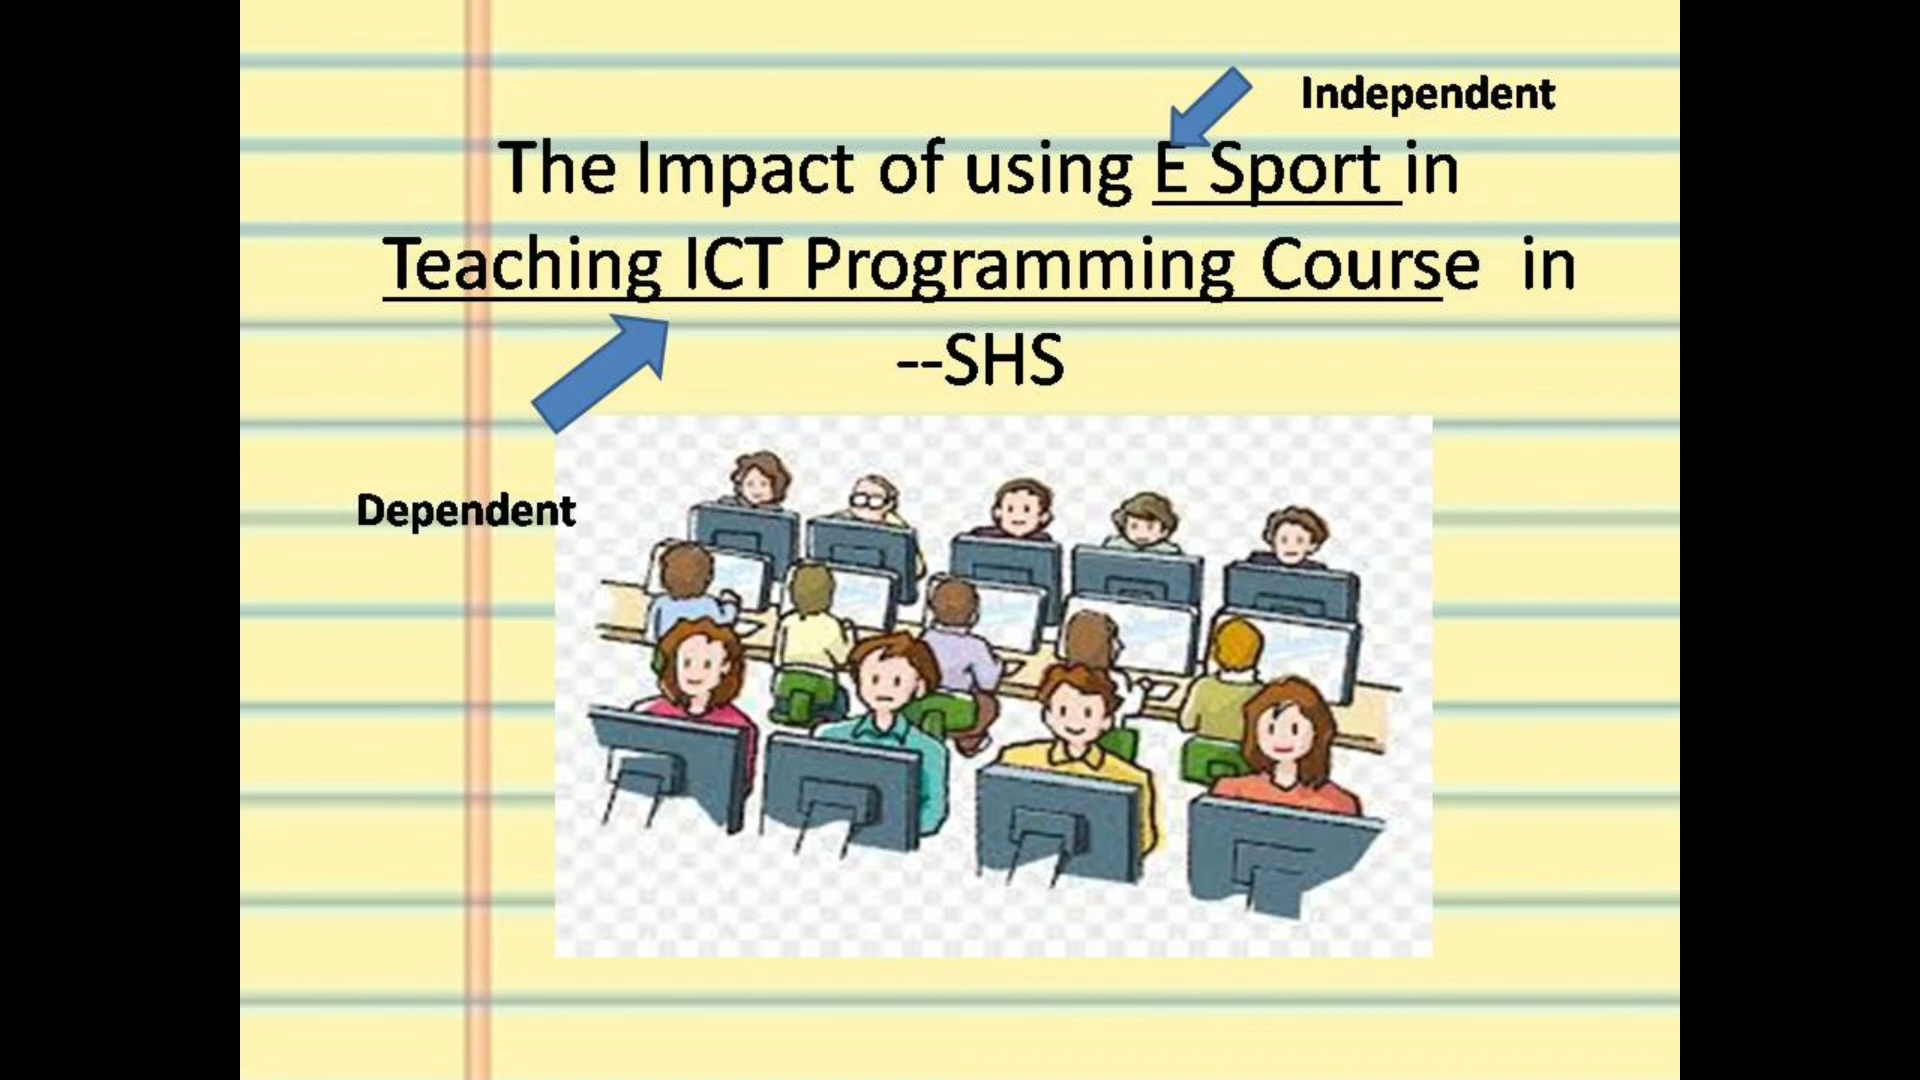 Independent
The Impact of using E Sport in
Teaching ICT Programming Course in
--SHS
Dependent